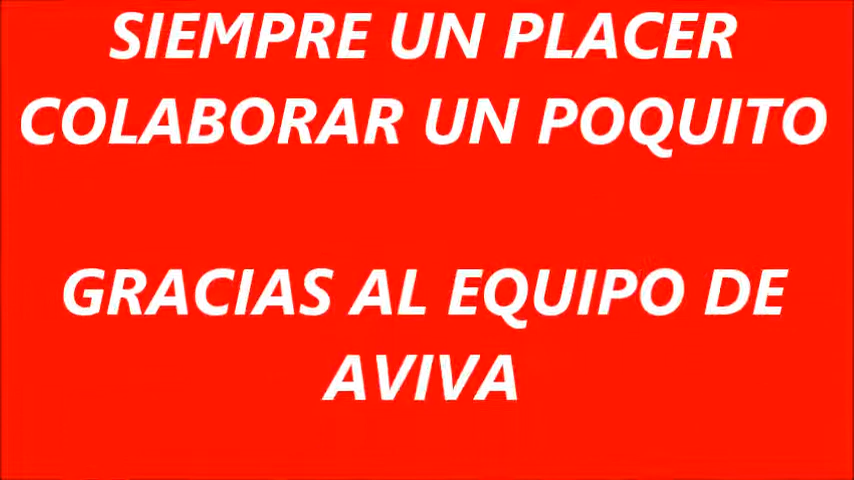 SIEMPRE UN PLACER
COLABORAR UN POQUITO
GRACIAS AL EQUIPO DE
AVIVA